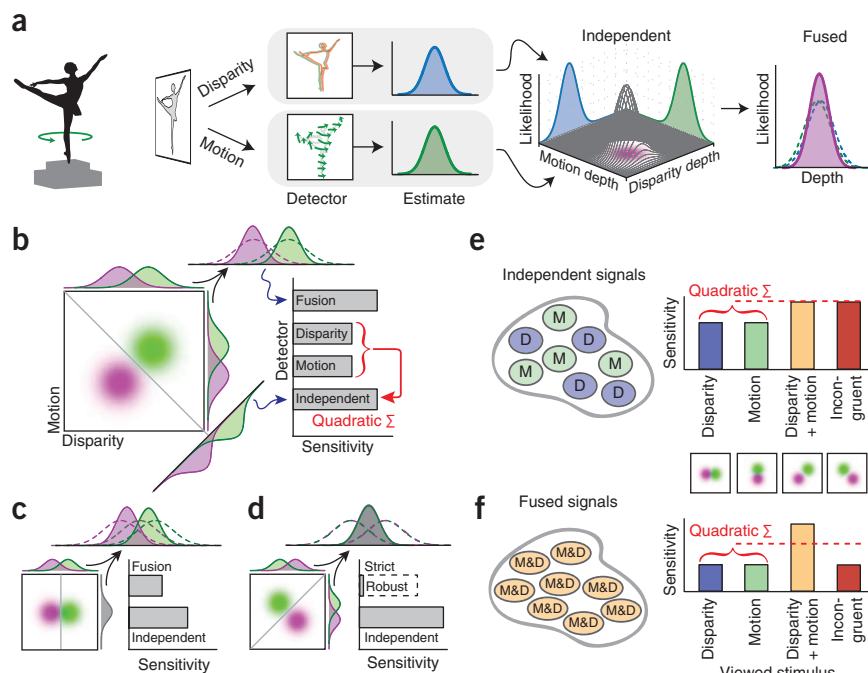 a
Disparity
Motion
Detector
Estimate
Independent
Likelihood
Motion depth
Disparity depth
Fused
Likelihood
Depth
b
Motion
Disparity
Detector
Fusion
Disparity
Motion
Independent
Quadratic Σ
Sensitivity
c
Fusion
Independent
Sensitivity
d
Strict
Robust
Independent
Sensitivity
e
Independent signals
M
D
D
M
M
M
D
D
Sensitivity
Quadratic Σ
Disparity
Motion
Disparity
+ motion
Incon-
gruent
f
Fused signals
M&D
M&D
M&D
M&D
M&D
M&D
M&D
M&D
Sensitivity
Quadratic Σ
Disparity
Motion
Disparity
+ motion
Incon-
gruent
Viewed stimulus